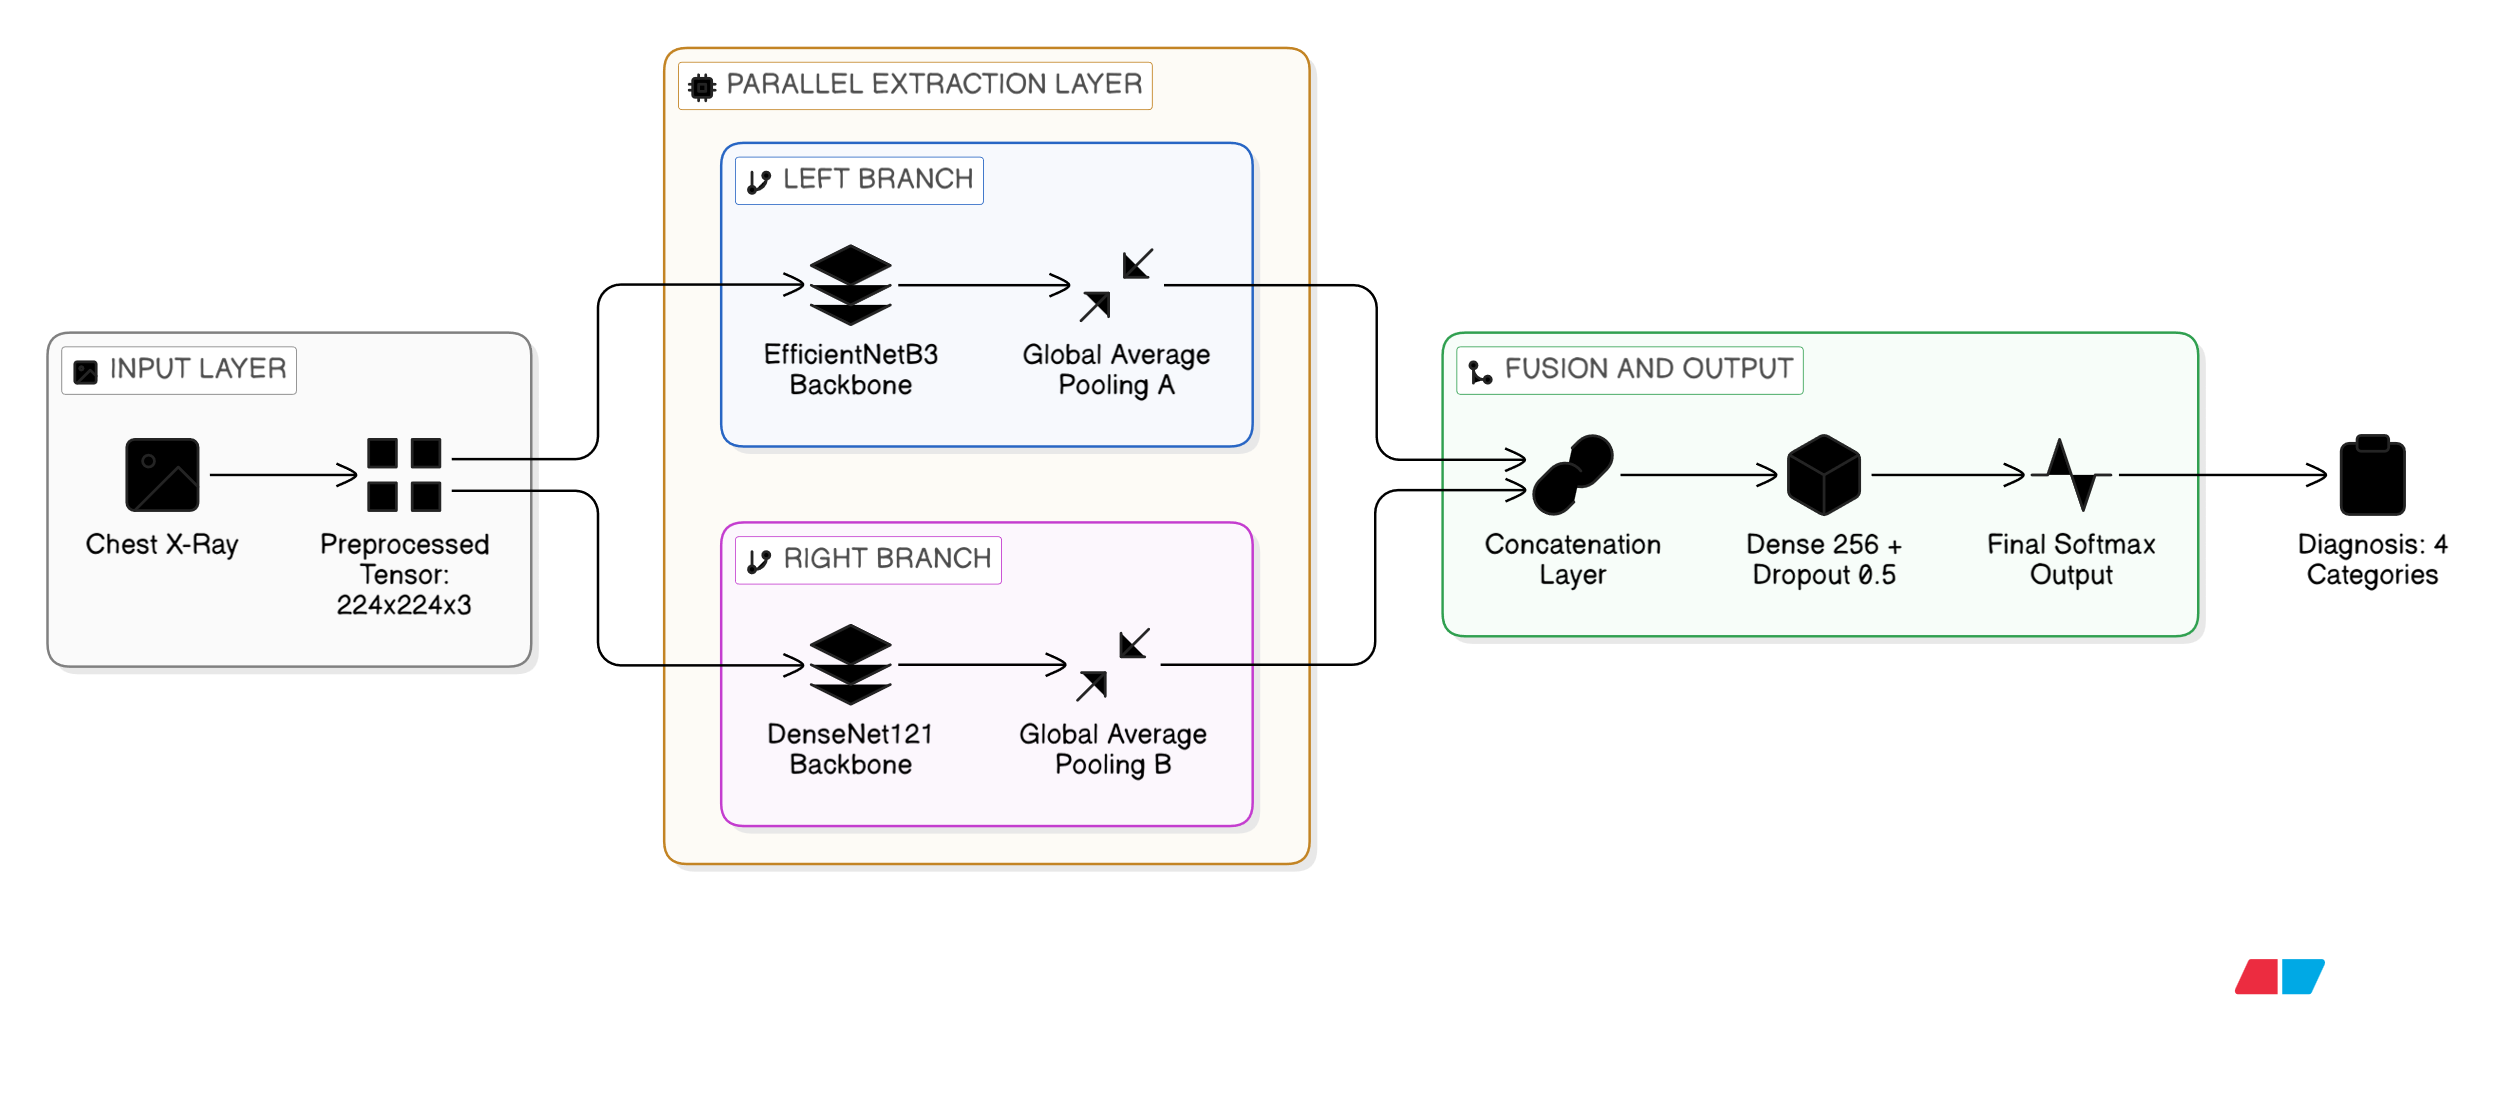 PARALLEL EXTRACTION LAYER
LEFT BRANCH
EfficientNetB3
Backbone
Global Average
Pooling A
INPUT LAYER
Chest X-Ray
Preprocessed
Tensor:
224x224x3
RIGHT BRANCH
DenseNet121
Backbone
Global Average
Pooling B
FUSION AND OUTPUT
Concatenation
Layer
Dense 256 +
Dropout 0.5
Final Softmax
Output
Diagnosis: 4
Categories